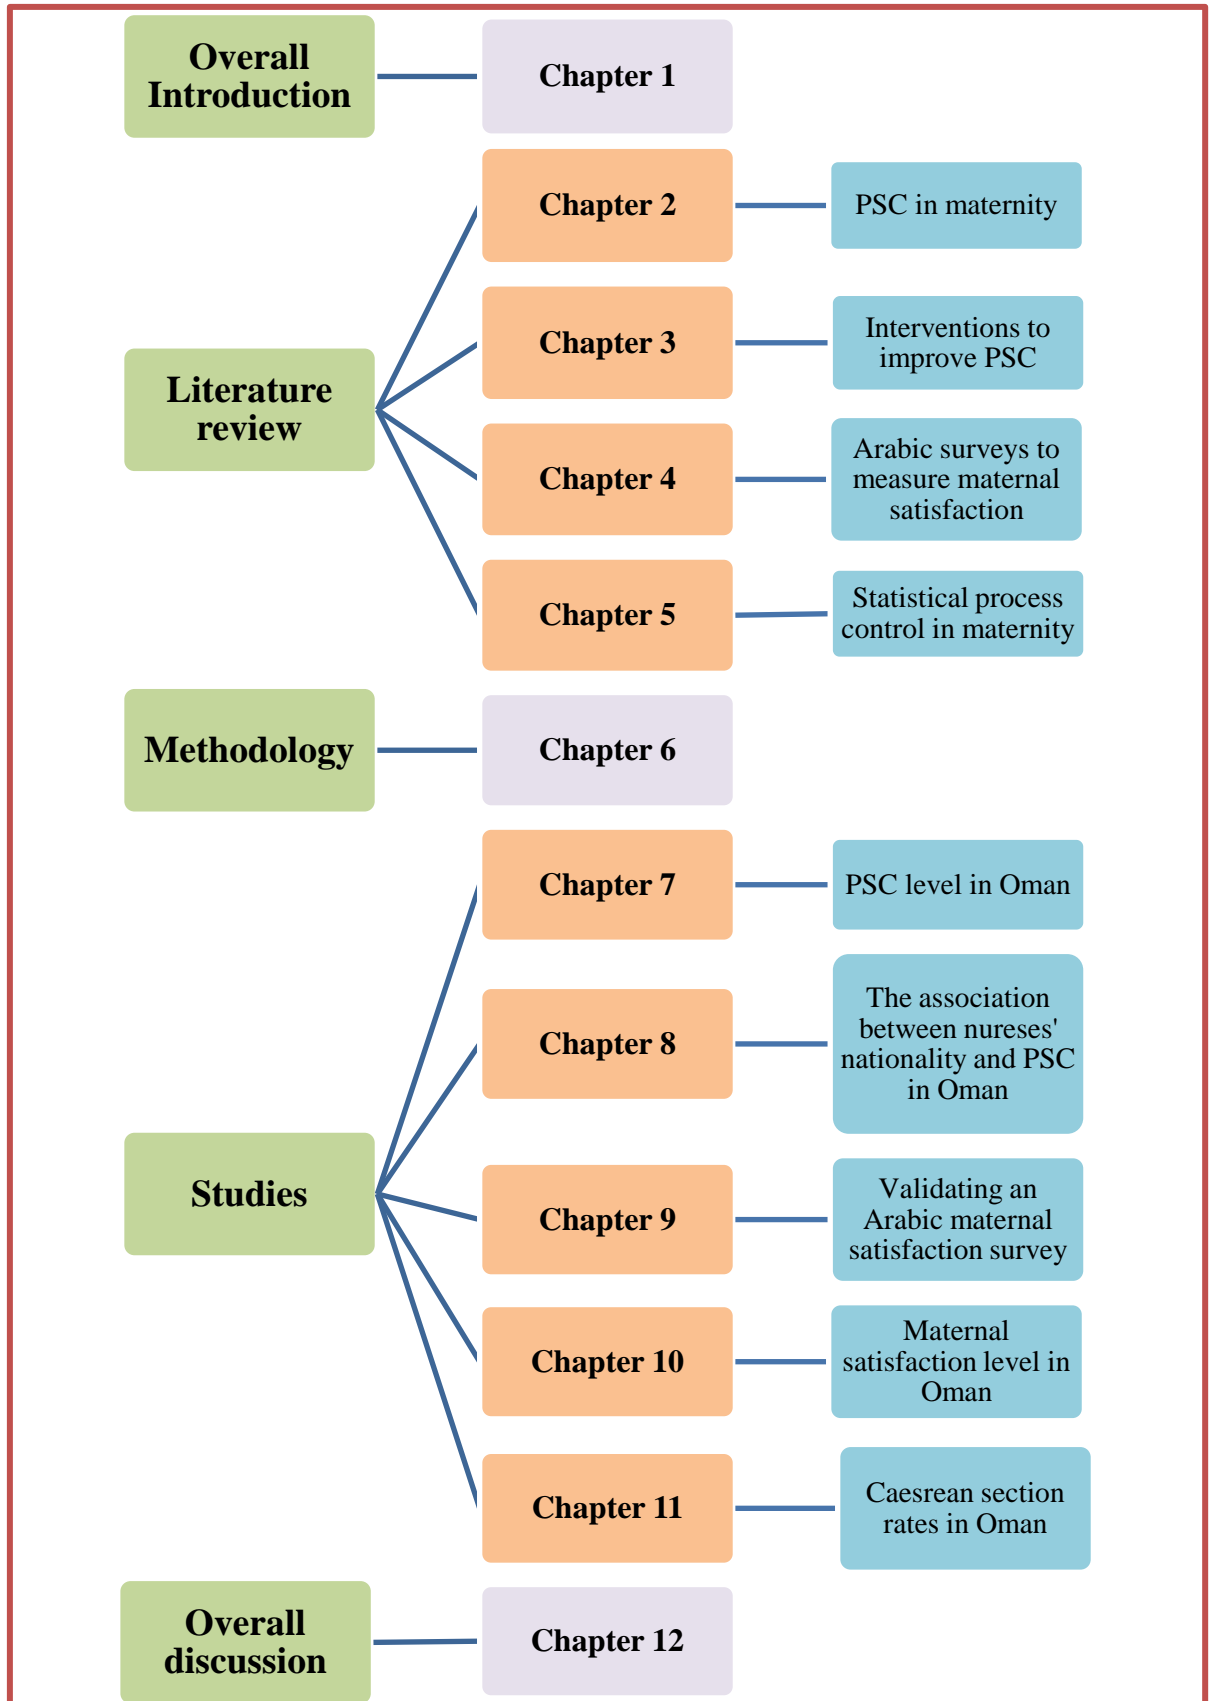 Overall
Introduction
Chapter 1
Literature
review
Chapter 2
PSC in maternity
Chapter 3
Interventions to
improve PSC
Chapter 4
Arabic surveys to
measure maternal
satisfaction
Chapter 5
Statistical process
control in maternity
Methodology
Chapter 6
Studies
Chapter 7
PSC level in Oman
Chapter 8
The association
between nureses'
nationality and PSC
in Oman
Chapter 9
Validating an
Arabic maternal
satisfaction survey
Chapter 10
Maternal
satisfaction level in
Oman
Chapter 11
Caesrean section
rates in Oman
Overall
discussion
Chapter 12